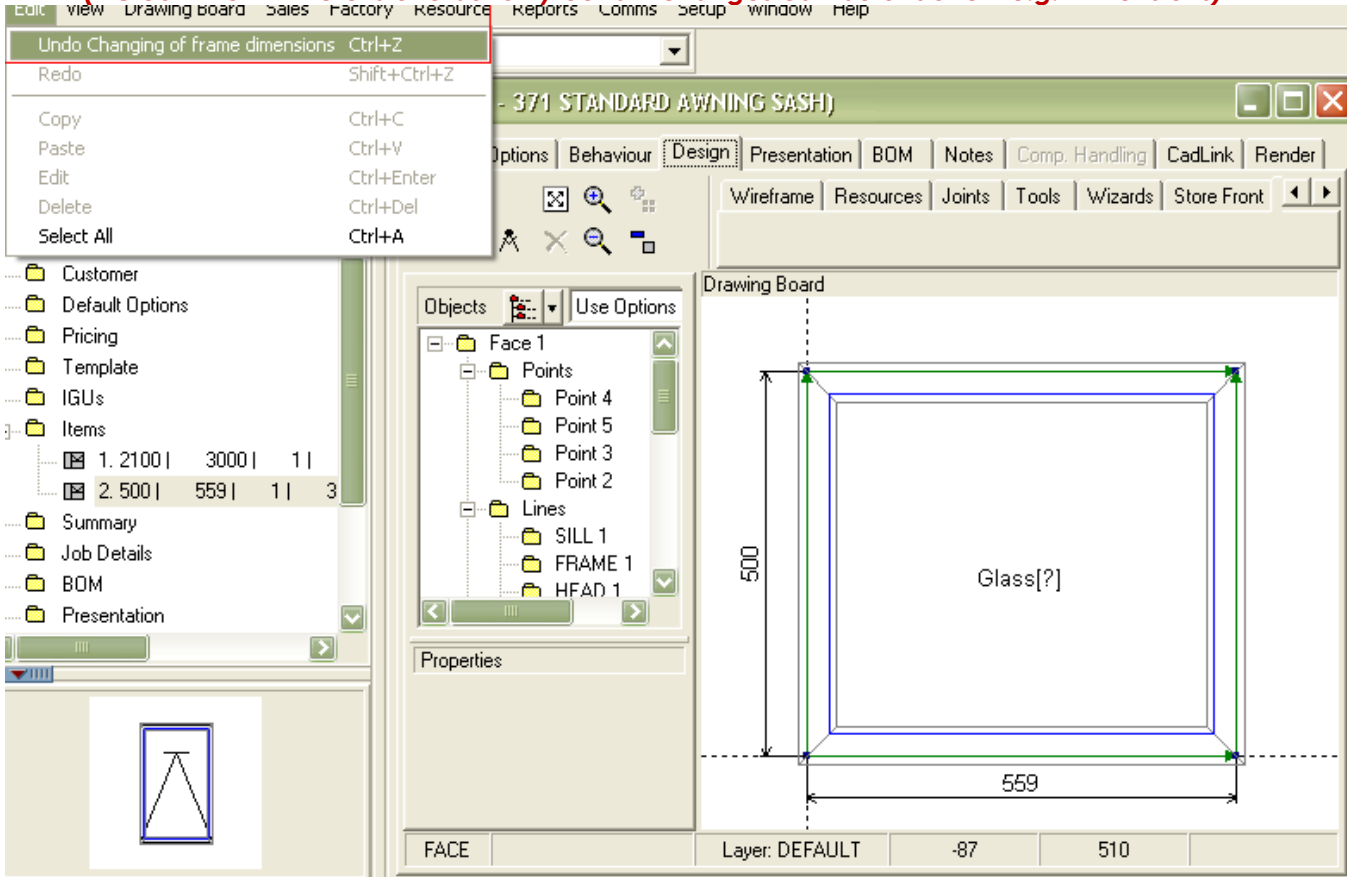 Edit View Drawing Board Sales Factory Resource Reports Comms Setup Window Help
Undo Changing of frame dimensions Ctrl+Z
Redo Shift+Ctrl+Z
Copy Ctrl+C
Paste Ctrl+V
Edit Ctrl+Enter
Delete Ctrl+Del
Select All Ctrl+A
- 371 STANDARD AWNING SASH)
Options Behaviour Design Presentation BOM Notes Comp. Handling CadLink Render
Wireframe Resources Joints Tools Wizards Store Front
Customer
Default Options
Pricing
Template
IGUs
Items
1. 2100 | 3000 | 1 |
2. 500 | 559 | 1 | 3
Summary
Job Details
BOM
Presentation
Objects Use Options
Face 1
Points
Point 4
Point 5
Point 3
Point 2
Lines
SILL 1
FRAME 1
HEAD 1
Properties
Drawing Board
500
Glass[?]
559
FACE Layer: DEFAULT -87 510